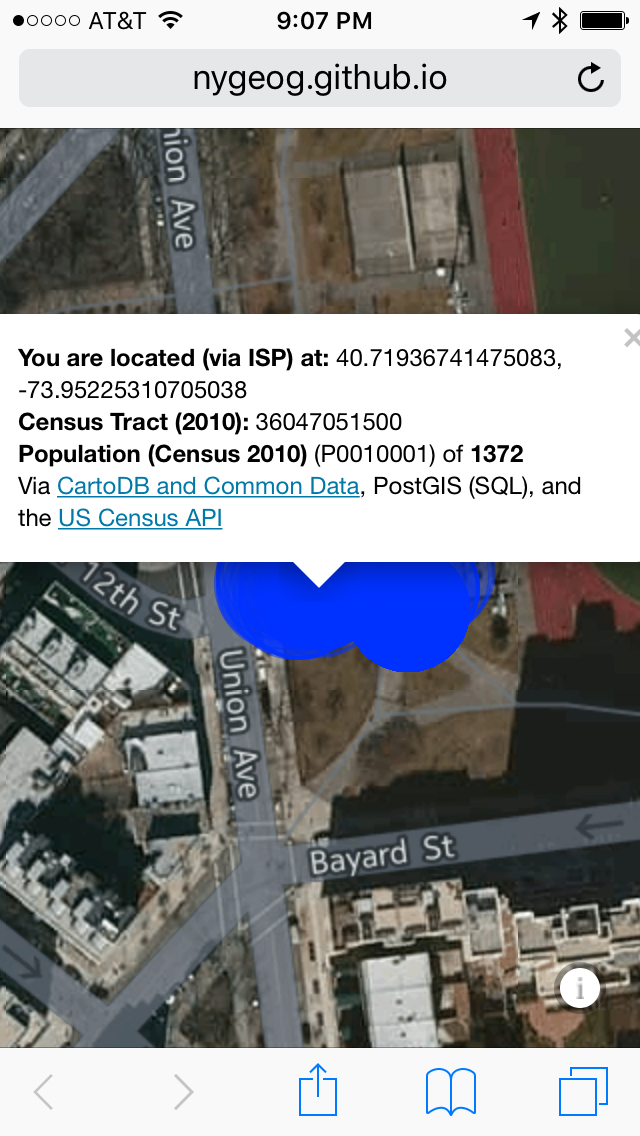 AT&T 9:07 PM
nygeog.github.io
nion Ave
You are located (via ISP) at: 40.71936741475083,
-73.95225310705038
Census Tract (2010): 36047051500
Population (Census 2010) (P0010001) of 1372
Via CartoDB and Common Data, PostGIS (SQL), and
the US Census API
12th St
Union Ave
Bayard St
i